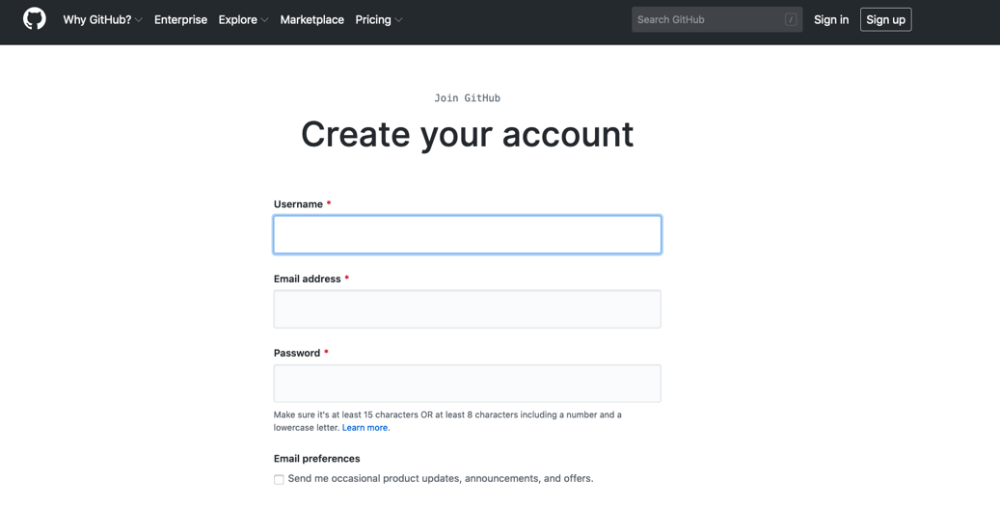 Why GitHub? Enterprise Explore Marketplace Pricing Search GitHub / Sign in Sign up
Join GitHub
Create your account
Username *
Email address *
Password *
Make sure it's at least 15 characters OR at least 8 characters including a number and a
lowercase letter. Learn more.
Email preferences
Send me occasional product updates, announcements, and offers.